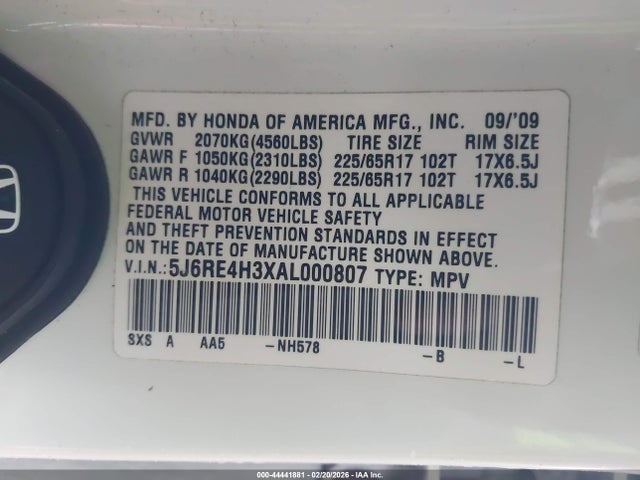 MFD. BY HONDA OF AMERICA MFG., INC. 09/'09
GVWR 2070KG(4560LBS) TIRE SIZE RIM SIZE
GAWR F 1050KG(2310LBS) 225/65R17 102T 17X6.5J
GAWR R 1040KG(2290LBS) 225/65R17 102T 17X6.5J
THIS VEHICLE CONFORMS TO ALL APPLICABLE
FEDERAL MOTOR VEHICLE SAFETY
AND THEFT PREVENTION STANDARDS IN EFFECT
ON THE DATE OF MANUFACTURE SHOWN ABOVE.
V.I.N.: 5J6RE4H3XAL000807 TYPE: MPV
SXS A AA5 -NH578 -B -L
000-44441881 - 02/20/2026 - IAA Inc.